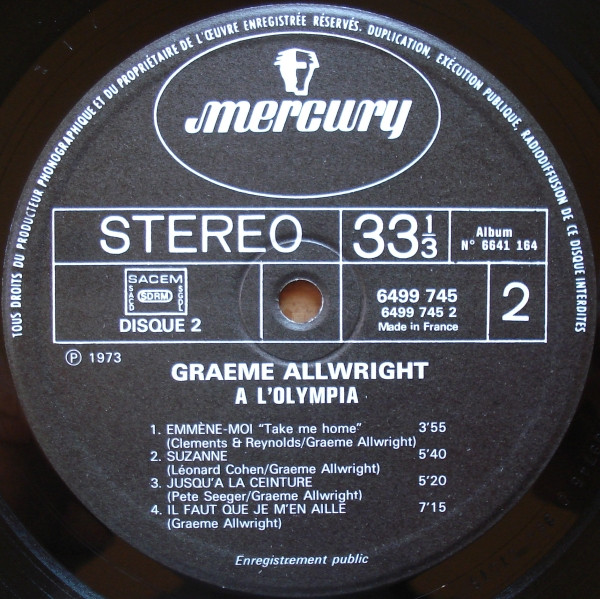 TOUS DROITS DU PRODUCTEUR PHONOGRAPHIQUE ET DU PROPRIÉTAIRE DE L'ŒUVRE ENREGISTRÉE RÉSERVÉS. DUPLICATION, EXÉCUTION PUBLIQUE, RADIODIFFUSION DE CE DISQUE INTERDITES
mercury
STEREO
33 1/3
Album
N° 6641 164
SACEM
SACD
SDRM
SGDL
DISQUE 2
6499 745
6499 745 2
Made in France
2
Ⓟ 1973
GRAEME ALLWRIGHT
A L'OLYMPIA
1. EMMÈNE-MOI "Take me home" 3'55
(Clements & Reynolds/Graeme Allwright)
2. SUZANNE 5'40
(Léonard Cohen/Graeme Allwright)
3. JUSQU'A LA CEINTURE 5'20
(Pete Seeger/Graeme Allwright)
4. IL FAUT QUE JE M'EN AILLE 7'15
(Graeme Allwright)
Enregistrement public